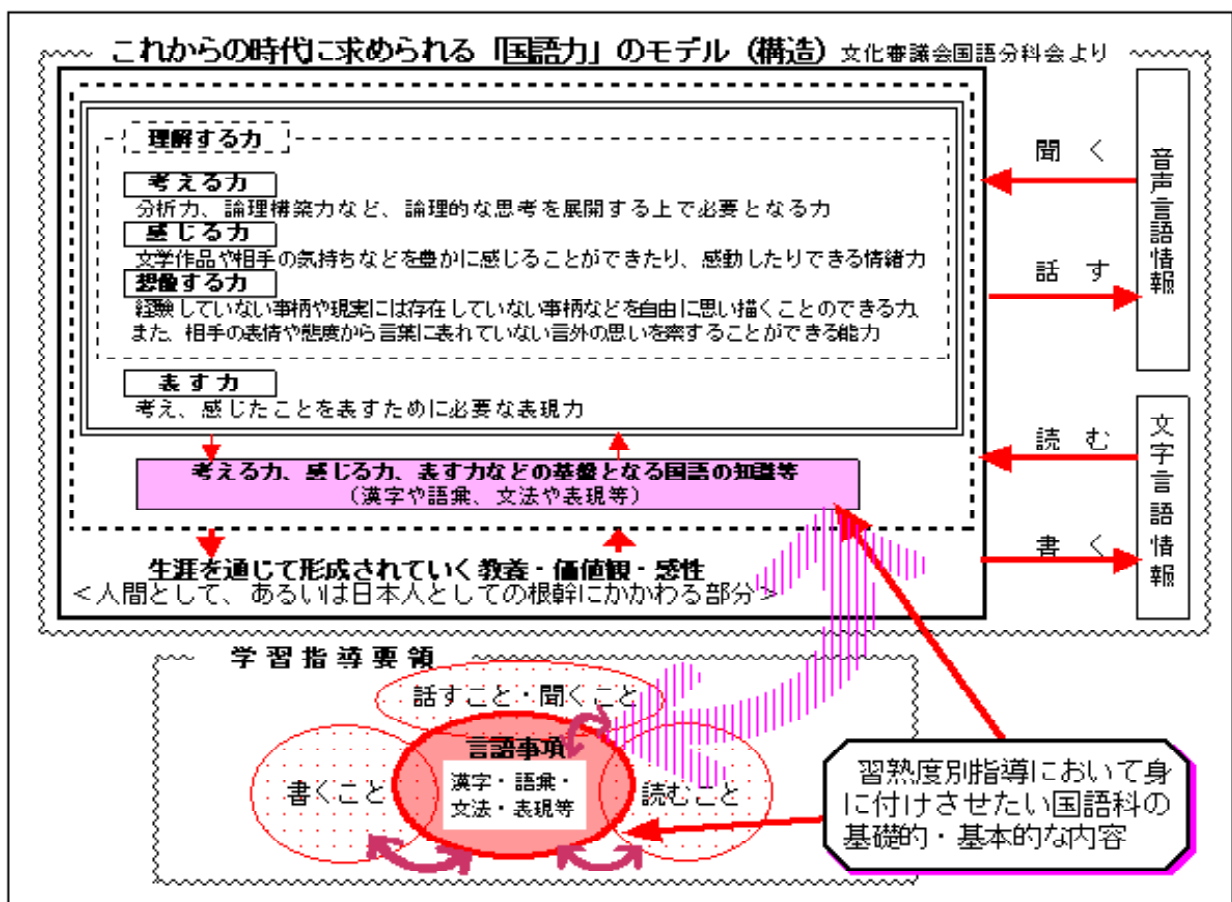 これからの時代に求められる「国語力」のモデル（構造）文化審議会国語分科会より
理解する力
考える力
分析力、論理構築力など、論理的な思考を展開する上で必要となる力
感じる力
文学作品や相手の気持ちなどを豊かに感じることができたり、感動したりできる情緒力
想像する力
経験していない事柄や現実には存在していない事柄などを自由に思い描くことのできる力
また、相手の表情や態度から言葉に表れていない言外の思いを察することができる能力
表す力
考え、感じたことを表すために必要な表現力
考える力、感じる力、表す力などの基盤となる国語の知識等
（漢字や語彙、文法や表現等）
生涯を通じて形成されていく教養・価値観・感性
＜人間として、あるいは日本人としての根幹にかかわる部分＞
聞く
話す
音声言語情報
読む
書く
文字言語情報
学習指導要領
話すこと・聞くこと
言語事項
漢字・語彙・
文法・表現等
書くこと
読むこと
習熟度別指導において身
に付けさせたい国語科の
基礎的・基本的な内容